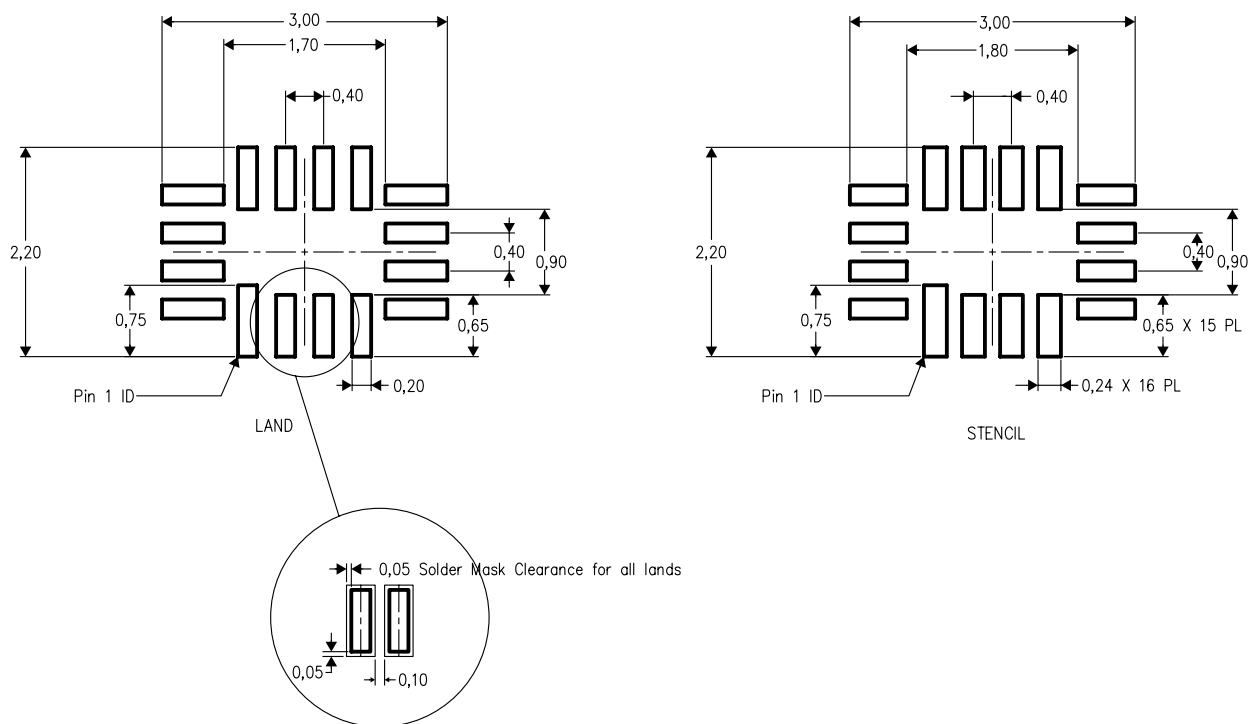 3,00
1,70
0,40
2,20
0,40
0,90
0,75
0,65
0,20
Pin 1 ID
LAND
0,05 Solder Mask Clearance for all lands
0,05
0,10
3,00
1,80
0,40
2,20
0,40
0,90
0,75
0,65 X 15 PL
0,24 X 16 PL
Pin 1 ID
STENCIL